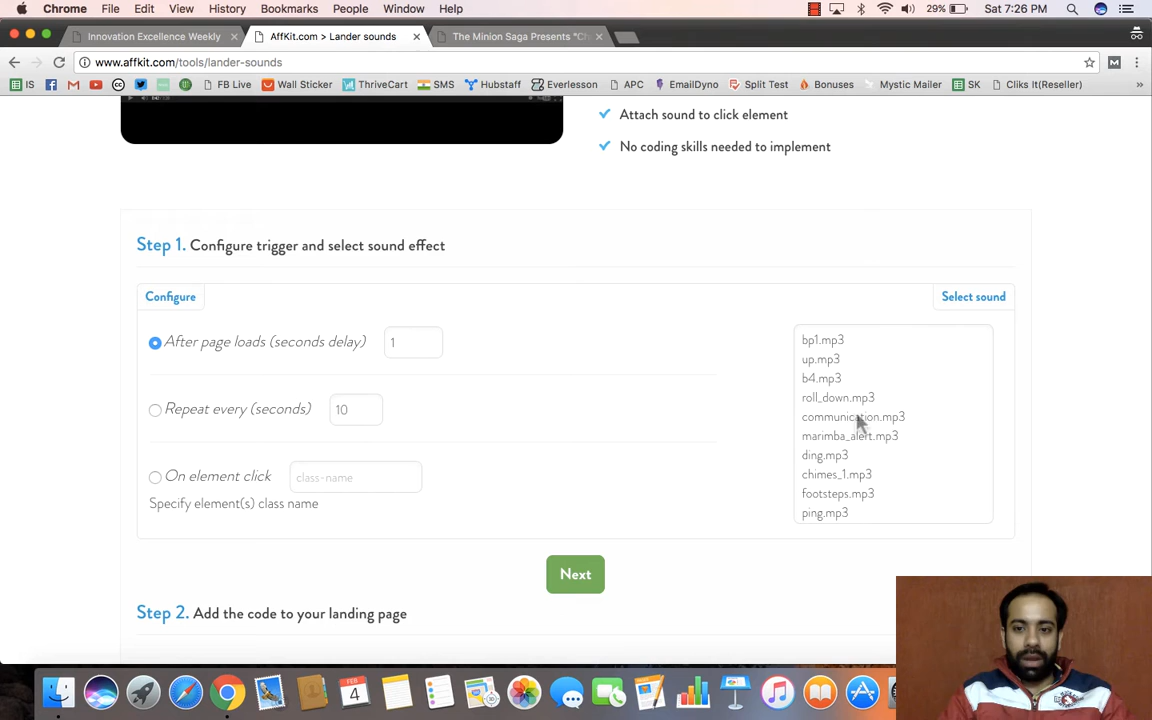 Chrome File Edit View History Bookmarks People Window Help 29% Sat 7:26 PM
Innovation Excellence Weekly AffKit.com > Lander sounds The Minion Saga Presents "Ch
www.affkit.com/tools/lander-sounds
IS FB Live Wall Sticker ThriveCart SMS Hubstaff Everlesson APC EmailDyno Split Test Bonuses Mystic Mailer SK Cliks It(Reseller) »
Attach sound to click element
No coding skills needed to implement
Step 1. Configure trigger and select sound effect
Configure Select sound
After page loads (seconds delay) 1
Repeat every (seconds) 10
On element click class-name
Specify element(s) class name
bp1.mp3
up.mp3
b4.mp3
roll_down.mp3
communication.mp3
marimba_alert.mp3
ding.mp3
chimes_1.mp3
footsteps.mp3
ping.mp3
Next
Step 2. Add the code to your landing page
FEB
4